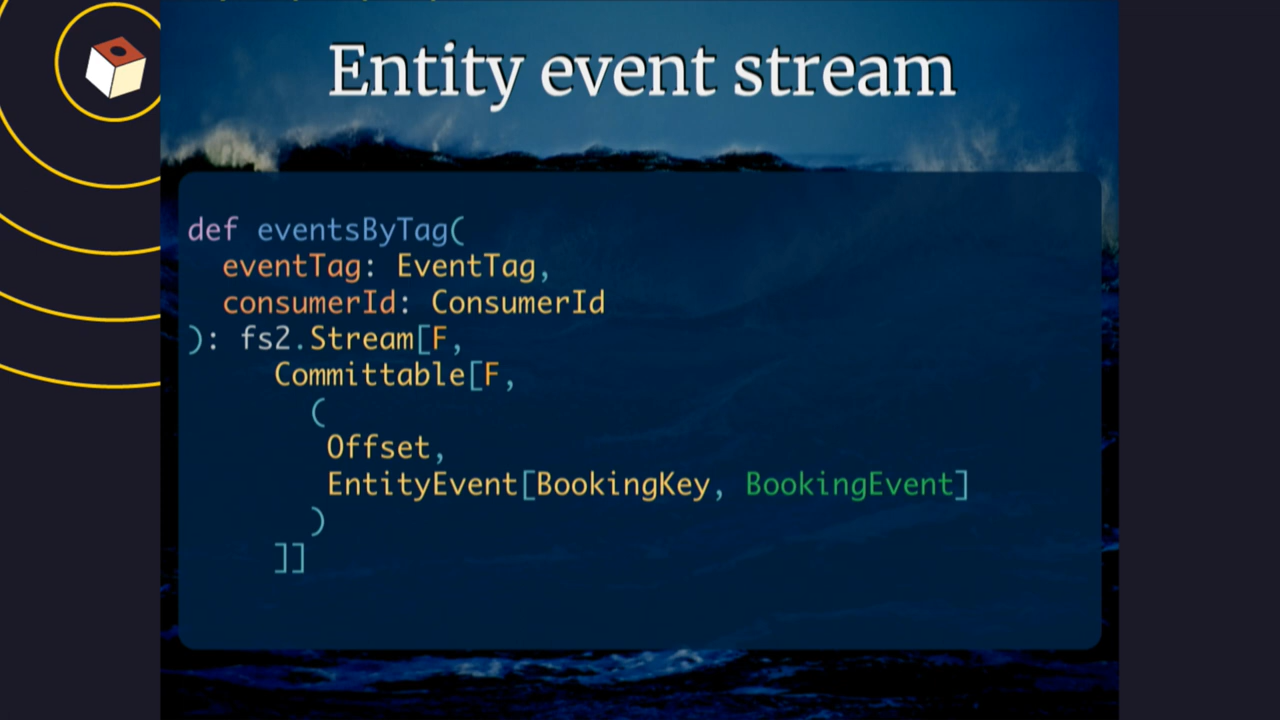 Entity event stream
def eventsByTag(
  eventTag: EventTag,
  consumerId: ConsumerId
): fs2.Stream[F,
     Committable[F,
       (
        Offset,
        EntityEvent[BookingKey, BookingEvent]
       )
     ]]